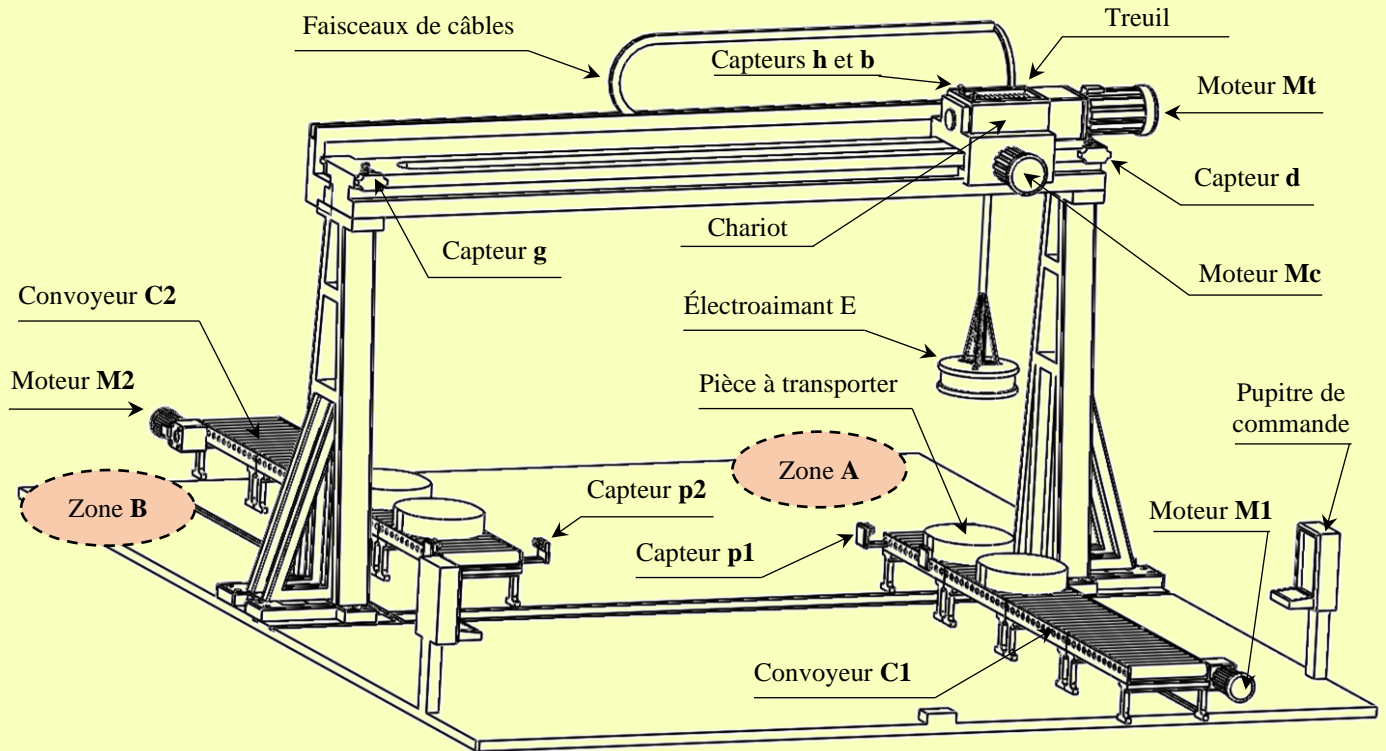 Faisceaux de câbles
Treuil
Capteurs h et b
Moteur Mt
Capteur d
Chariot
Capteur g
Moteur Mc
Convoyeur C2
Électroaimant E
Moteur M2
Pièce à transporter
Pupitre de
commande
Zone A
Zone B
Capteur p2
Moteur M1
Capteur p1
Convoyeur C1